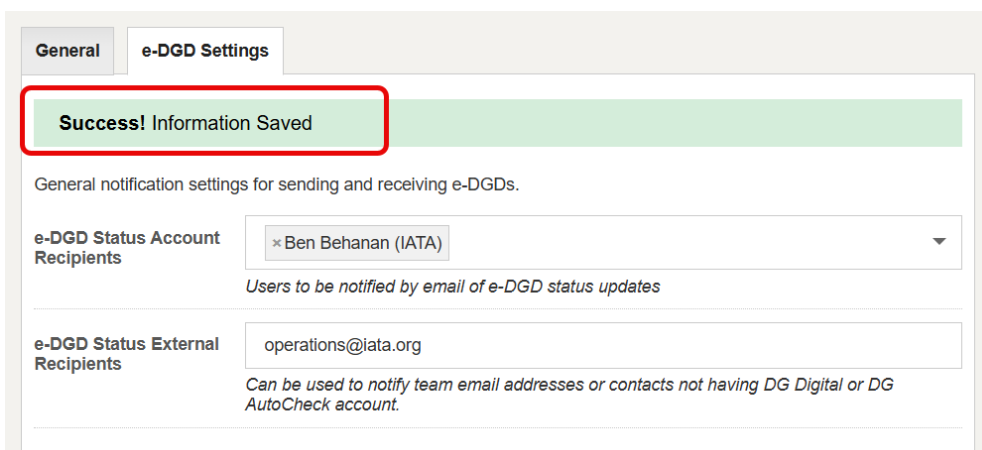 General e-DGD Settings
Success! Information Saved
General notification settings for sending and receiving e-DGDs.
e-DGD Status Account
Recipients
×Ben Behanan (IATA)
Users to be notified by email of e-DGD status updates
e-DGD Status External
Recipients
operations@iata.org
Can be used to notify team email addresses or contacts not having DG Digital or DG
AutoCheck account.